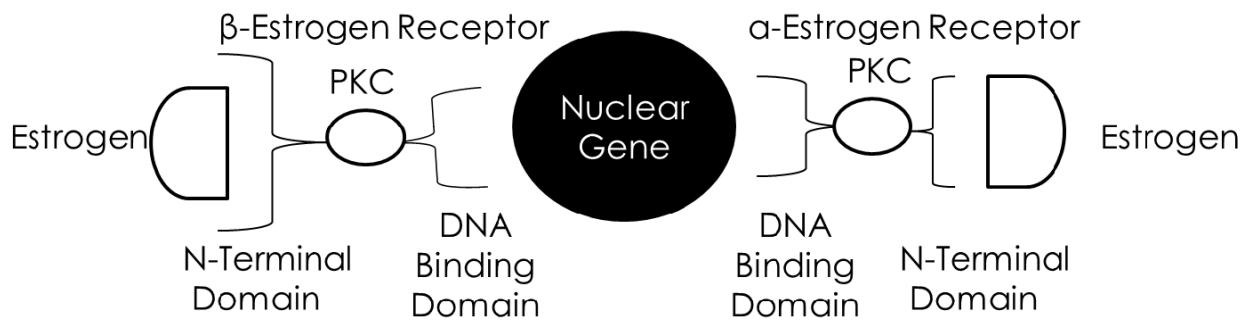 β-Estrogen Receptor
α-Estrogen Receptor
PKC
PKC
Estrogen
Nuclear
Gene
Estrogen
N-Terminal
Domain
DNA
Binding
Domain
DNA
Binding
Domain
N-Terminal
Domain